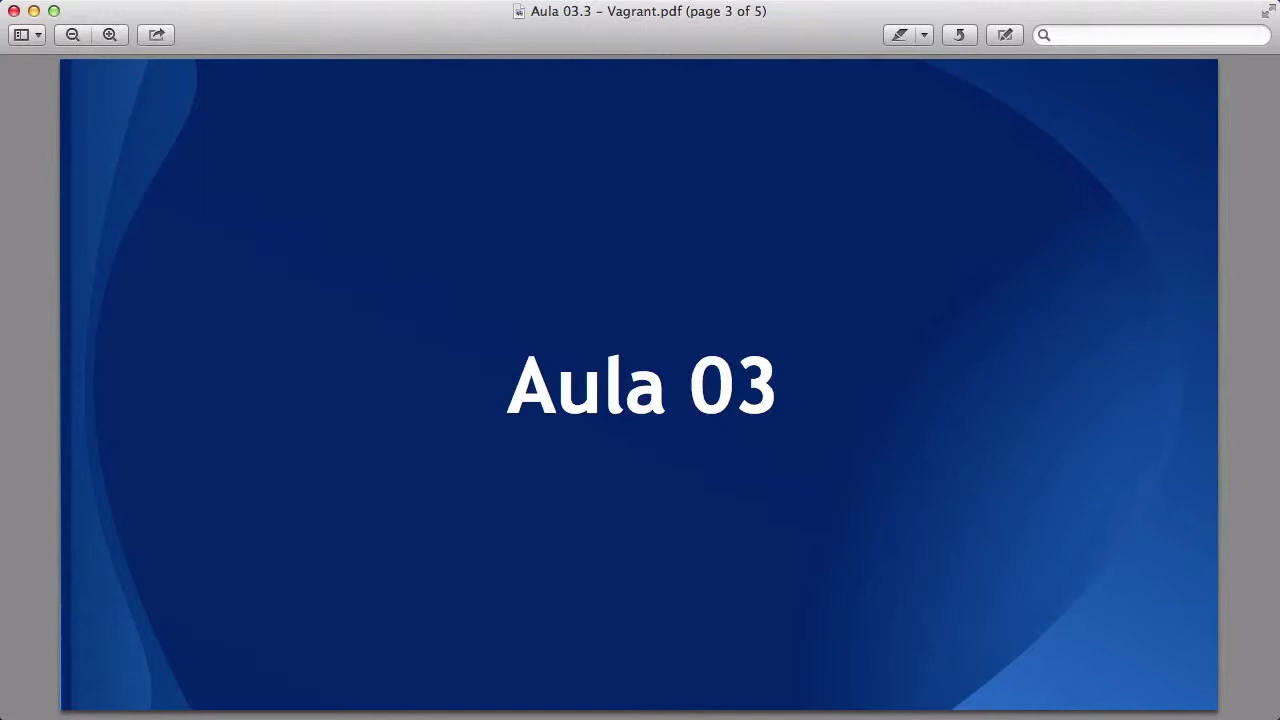 Aula 03.3 – Vagrant.pdf (page 3 of 5)
Aula 03